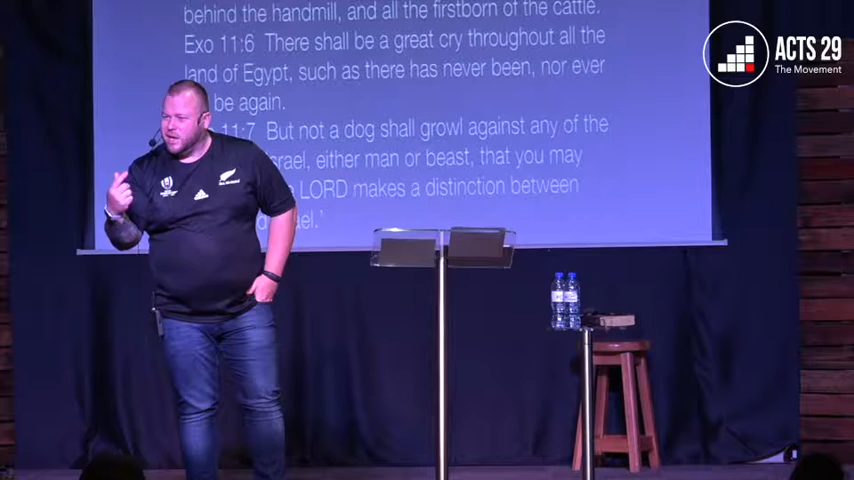 behind the handmill, and all the firstborn of the cattle.
Exo 11:6 There shall be a great cry throughout all the
land of Egypt, such as there has never been, nor ever
be again.
11:7 But not a dog shall growl against any of the
srael, either man or beast, that you may
LORD makes a distinction between
ael.'
ACTS 29
The Movement
adidas